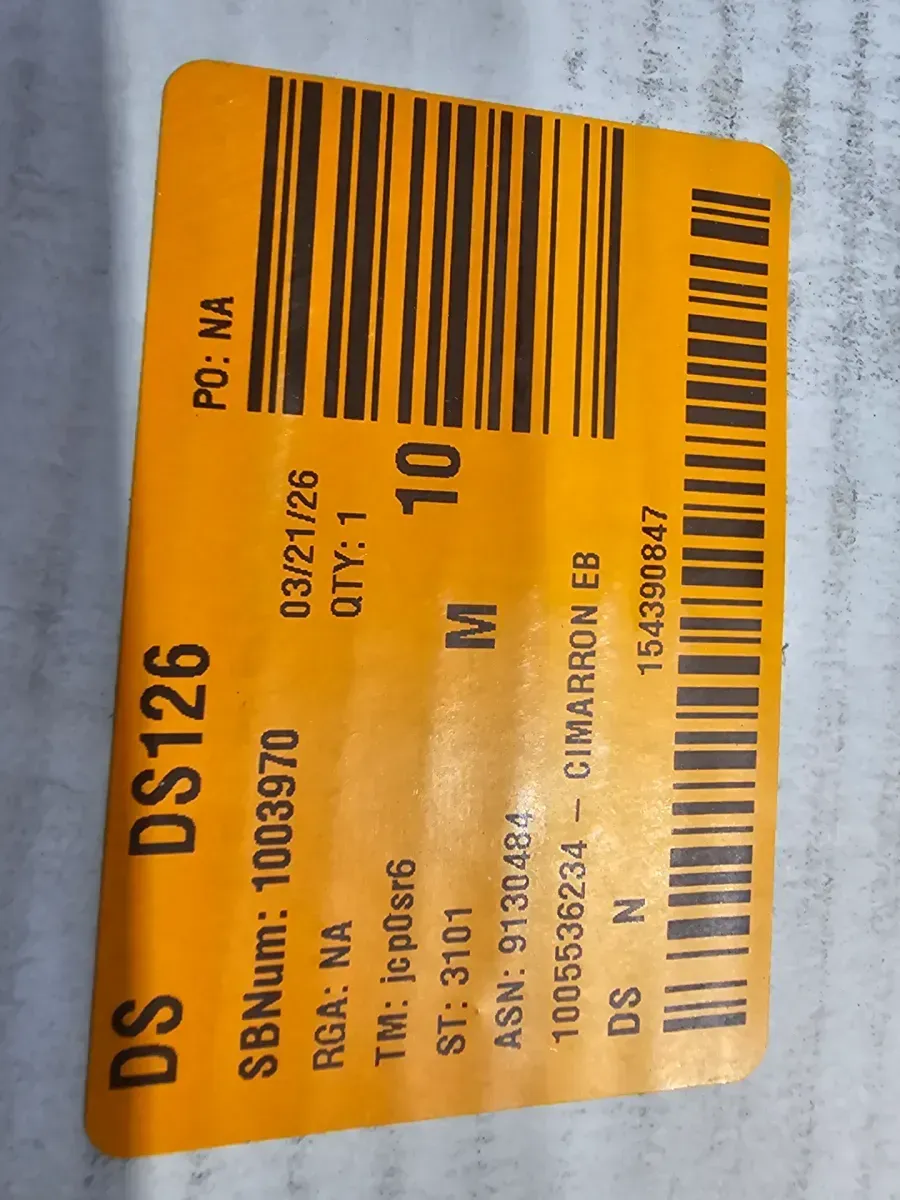 DS DS126
PO: NA
SBNum: 1003970 03/21/26
RGA: NA QTY: 1
TM: jcp0sr6
ST: 3101 M 10
ASN: 9130484
1005536234 – CIMARRON EB
DS N 154390847